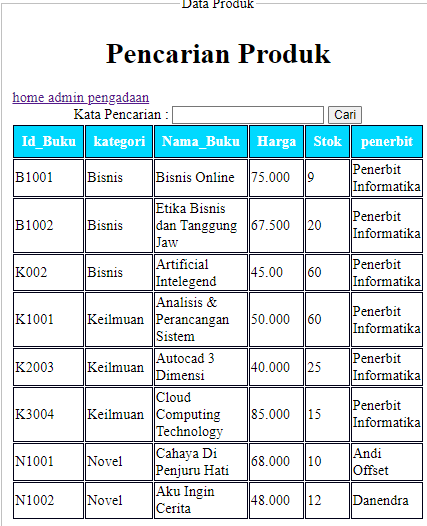 Data Produk
Pencarian Produk
home admin pengadaan
Kata Pencarian : Cari
Id_Buku kategori Nama_Buku Harga Stok penerbit
B1001 Bisnis Bisnis Online 75.000 9 Penerbit Informatika
B1002 Bisnis Etika Bisnis dan Tanggung Jaw 67.500 20 Penerbit Informatika
K002 Bisnis Artificial Intelegend 45.00 60 Penerbit Informatika
K1001 Keilmuan Analisis & Perancangan Sistem 50.000 60 Penerbit Informatika
K2003 Keilmuan Autocad 3 Dimensi 40.000 25 Penerbit Informatika
K3004 Keilmuan Cloud Computing Technology 85.000 15 Penerbit Informatika
N1001 Novel Cahaya Di Penjuru Hati 68.000 10 Andi Offset
N1002 Novel Aku Ingin Cerita 48.000 12 Danendra